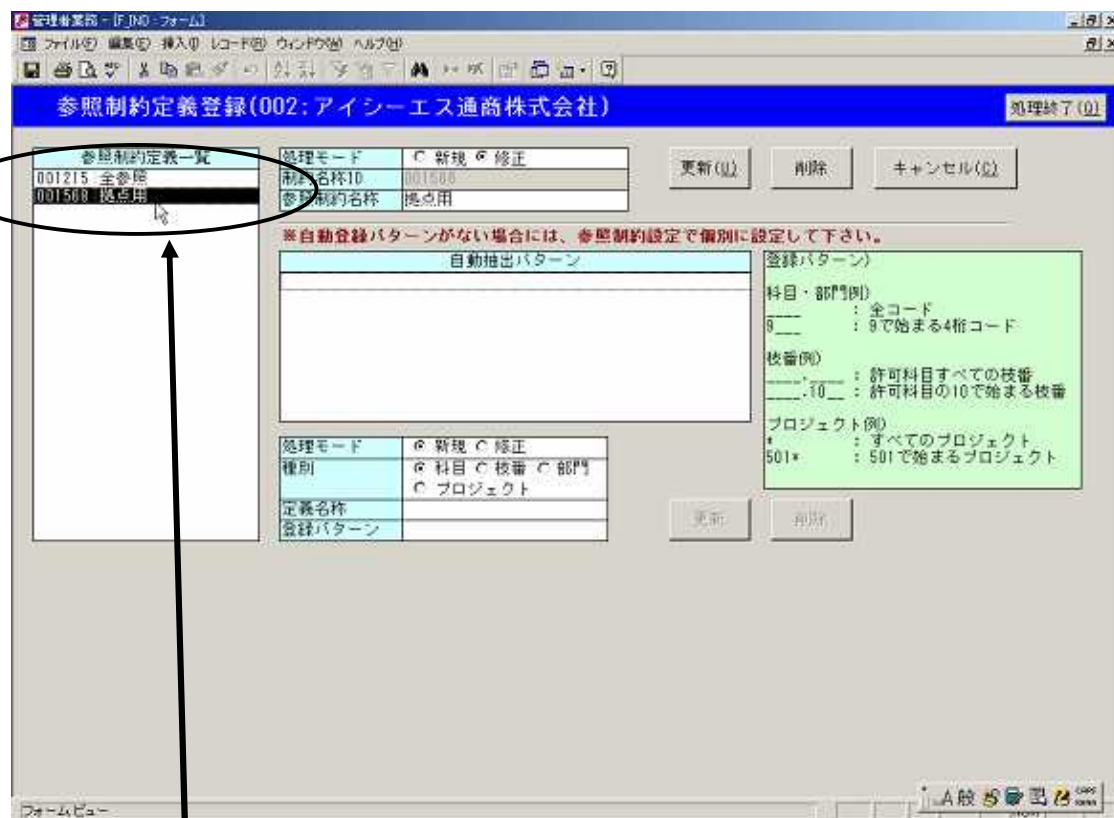 管理者業務 - [F_IND - フォーム]
ファイル(F) 編集(E) 挿入(I) レコード(R) ウィンドウ(W) ヘルプ(H)
参照制約定義登録(002:アイシーエス通商株式会社)
処理終了(Q)
参照制約定義一覧
001215 全参照
001568 拠点用
処理モード 新規 修正
制約名称ID 001568
参照制約名称 拠点用
更新(U) 削除 キャンセル(C)
※自動登録パターンがない場合には、参照制約設定で個別に設定して下さい。
自動抽出パターン
登録パターン)
科目・部門例)
____ : 全コード
9___ : 9で始まる4桁コード
枝番例)
____.____ : 許可科目すべての枝番
____.10__ : 許可科目の10で始まる枝番
プロジェクト例)
* : すべてのプロジェクト
501* : 501で始まるプロジェクト
処理モード 新規 修正
種別 科目 枝番 部門
プロジェクト
定義名称
登録パターン
更新 削除
フォームビュー
A 般